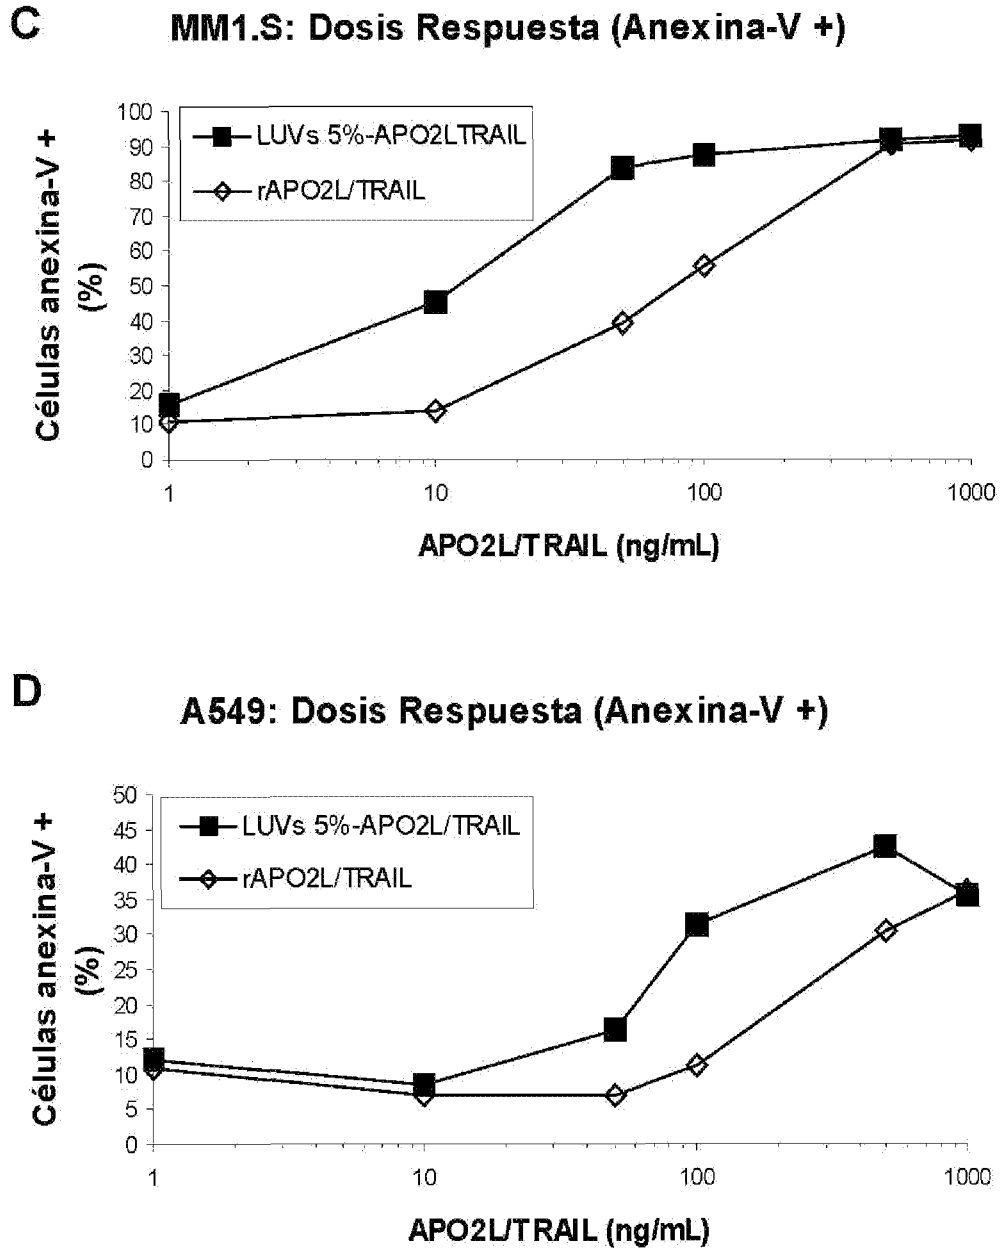 C
MM1.S: Dosis Respuesta (Anexina-V +)
LUVs 5%-APO2LTRAIL
rAPO2L/TRAIL
Células anexina-V +
(%)
100
90
80
70
60
50
40
30
20
10
0
1
10
100
1000
APO2L/TRAIL (ng/mL)
D
A549: Dosis Respuesta (Anexina-V +)
LUVs 5%-APO2L/TRAIL
rAPO2L/TRAIL
Células anexina-V +
(%)
50
45
40
35
30
25
20
15
10
5
0
1
10
100
1000
APO2L/TRAIL (ng/mL)